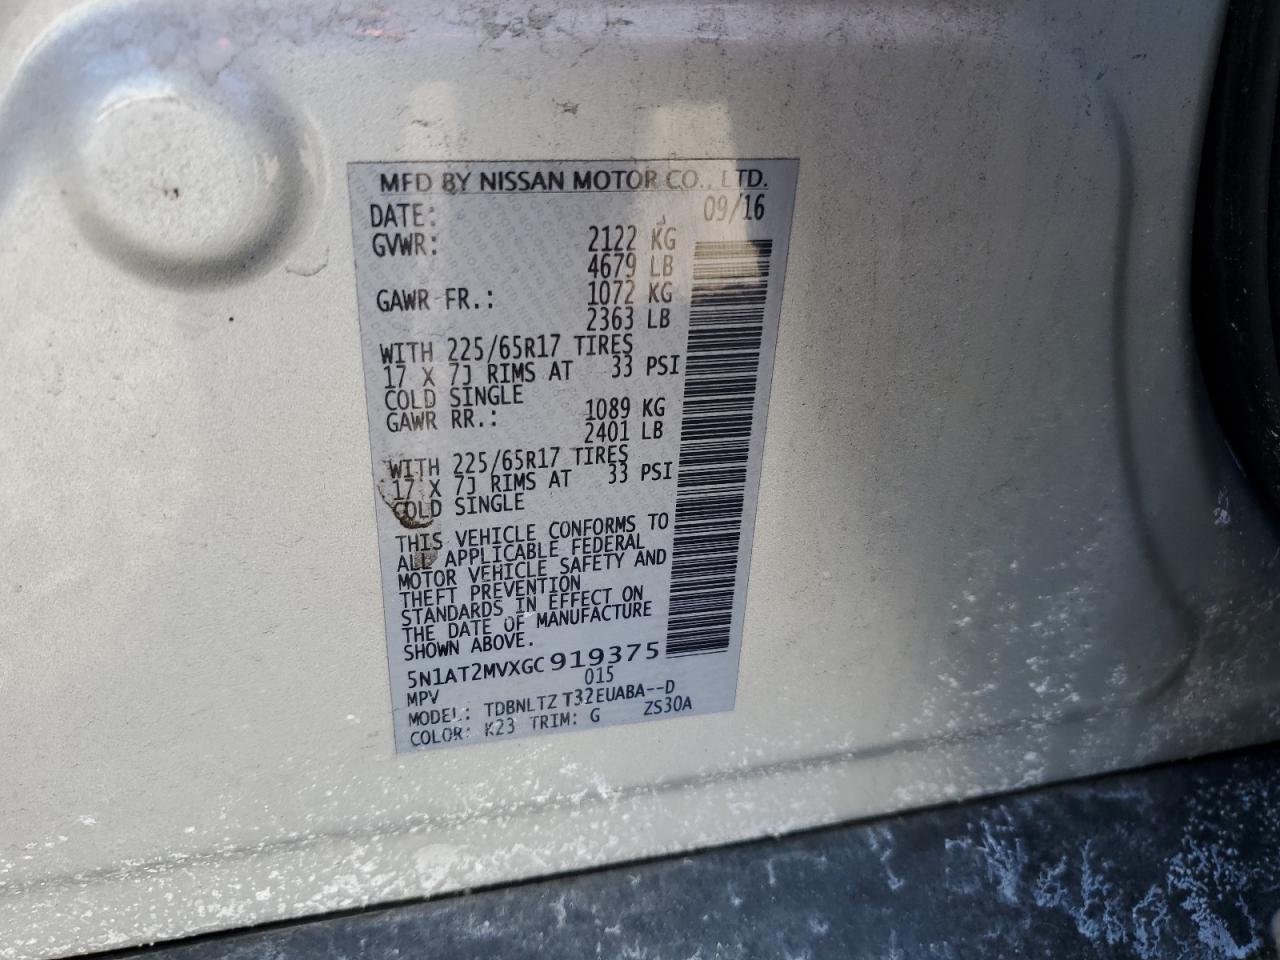 MFD BY NISSAN MOTOR CO., LTD.
DATE: 09/16
GVWR: 2122 KG
4679 LB
GAWR FR.: 1072 KG
2363 LB
WITH 225/65R17 TIRES
17 X 7J RIMS AT 33 PSI
COLD SINGLE
GAWR RR.: 1089 KG
2401 LB
WITH 225/65R17 TIRES
17 X 7J RIMS AT 33 PSI
COLD SINGLE
THIS VEHICLE CONFORMS TO
ALL APPLICABLE FEDERAL
MOTOR VEHICLE SAFETY AND
THEFT PREVENTION
STANDARDS IN EFFECT ON
THE DATE OF MANUFACTURE
SHOWN ABOVE.
5N1AT2MVXGC919375
MPV 015
MODEL: TDBNLTZ T32EUABA--D
COLOR: K23 TRIM: G ZS30A